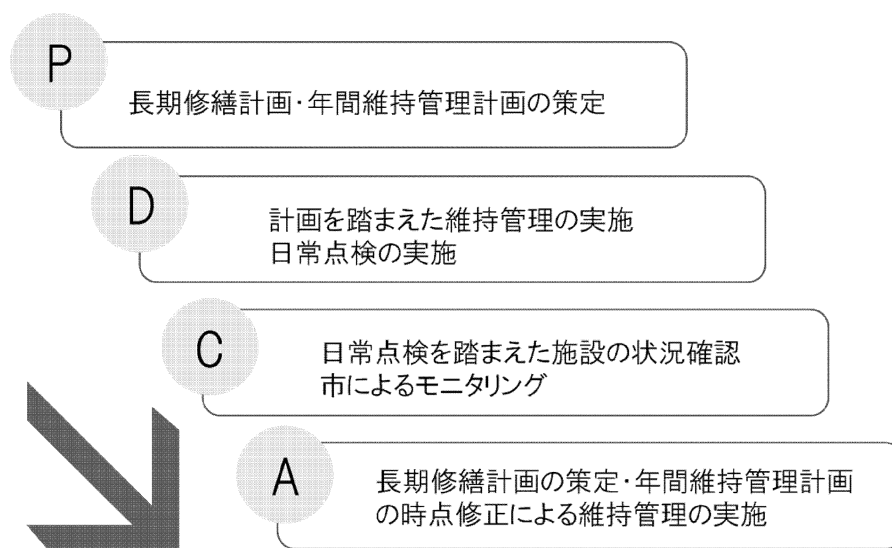 P
長期修繕計画・年間維持管理計画の策定
D
計画を踏まえた維持管理の実施
日常点検の実施
C
日常点検を踏まえた施設の状況確認
市によるモニタリング
A
長期修繕計画の策定・年間維持管理計画
の時点修正による維持管理の実施